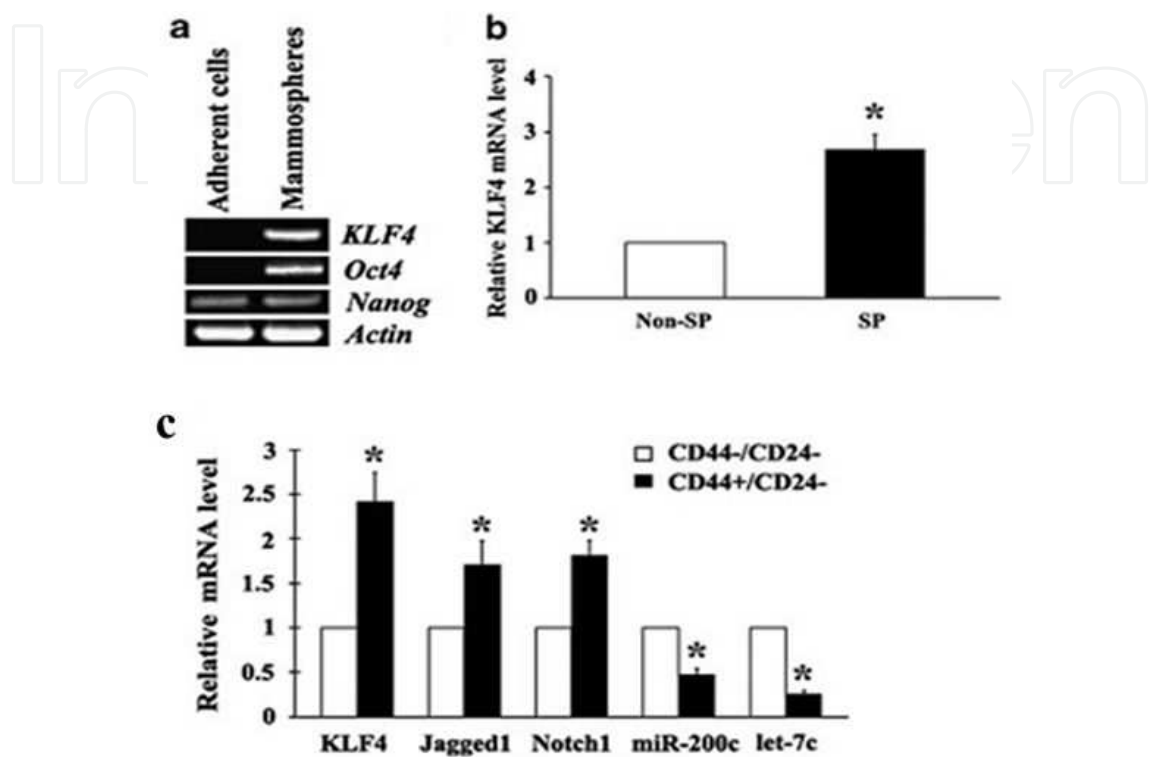 a
Adherent cells
Mammospheres
KLF4
Oct4
Nanog
Actin
b
Relative KLF4 mRNA level
4
3
2
1
0
*
Non-SP
SP
c
Relative mRNA level
3
2.5
2
1.5
1
0.5
0
CD44-/CD24-
CD44+/CD24-
*
*
*
*
*
KLF4 Jagged1 Notch1 miR-200c let-7c
In
en